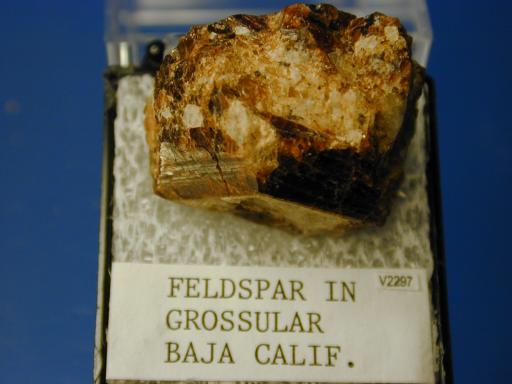 FELDSPAR IN
V2297
GROSSULAR
BAJA CALIF.